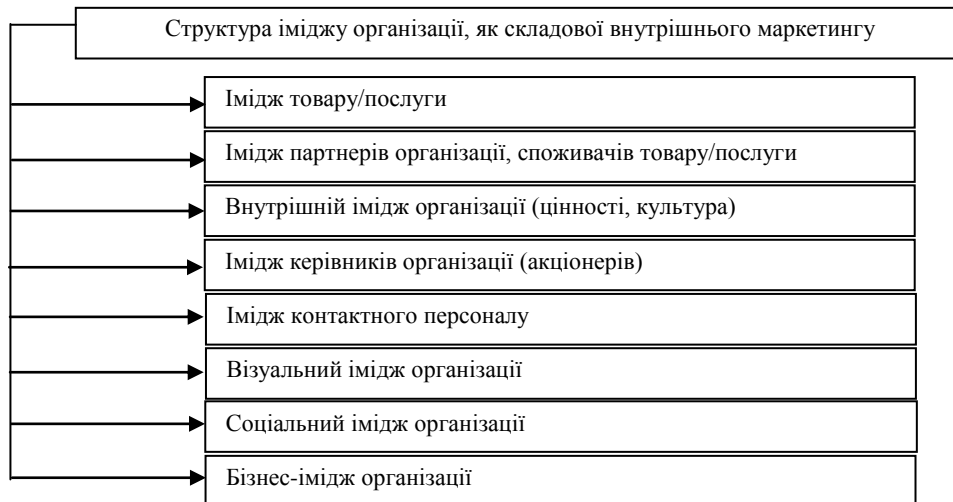 Структура іміджу організації, як складової внутрішнього маркетингу
Імідж товару/послуги
Імідж партнерів організації, споживачів товару/послуги
Внутрішній імідж організації (цінності, культура)
Імідж керівників організації (акціонерів)
Імідж контактного персоналу
Візуальний імідж організації
Соціальний імідж організації
Бізнес-імідж організації